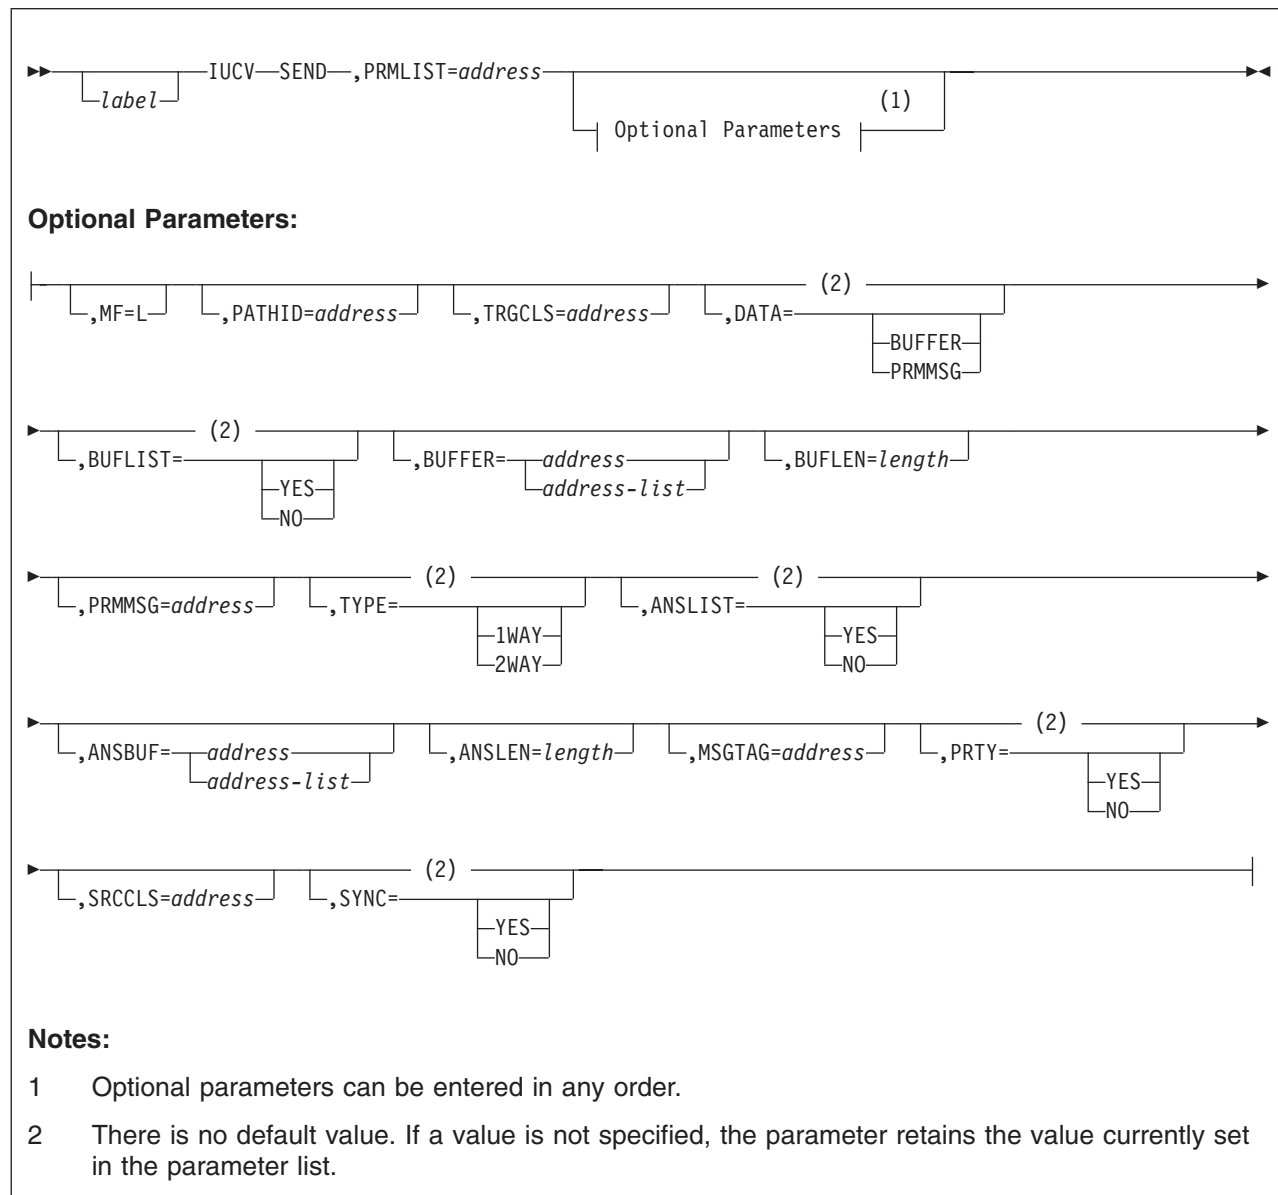 IUCV SEND ,PRMLIST=address
label (1)
Optional Parameters
Optional Parameters:
(2)
,MF=L ,PATHID=address ,TRGCLS=address ,DATA=
BUFFER
PRMMSG
(2)
,BUFLIST= ,BUFFER= address ,BUFLEN=length
YES address-list
NO
(2) (2)
,PRMMSG=address ,TYPE= ,ANSLIST=
1WAY YES
2WAY NO
(2)
,ANSBUF= address ,ANSLEN=length ,MSGTAG=address ,PRTY=
address-list YES
NO
(2)
,SRCCLS=address ,SYNC=
YES
NO
Notes:
1 Optional parameters can be entered in any order.
2 There is no default value. If a value is not specified, the parameter retains the value currently set
in the parameter list.